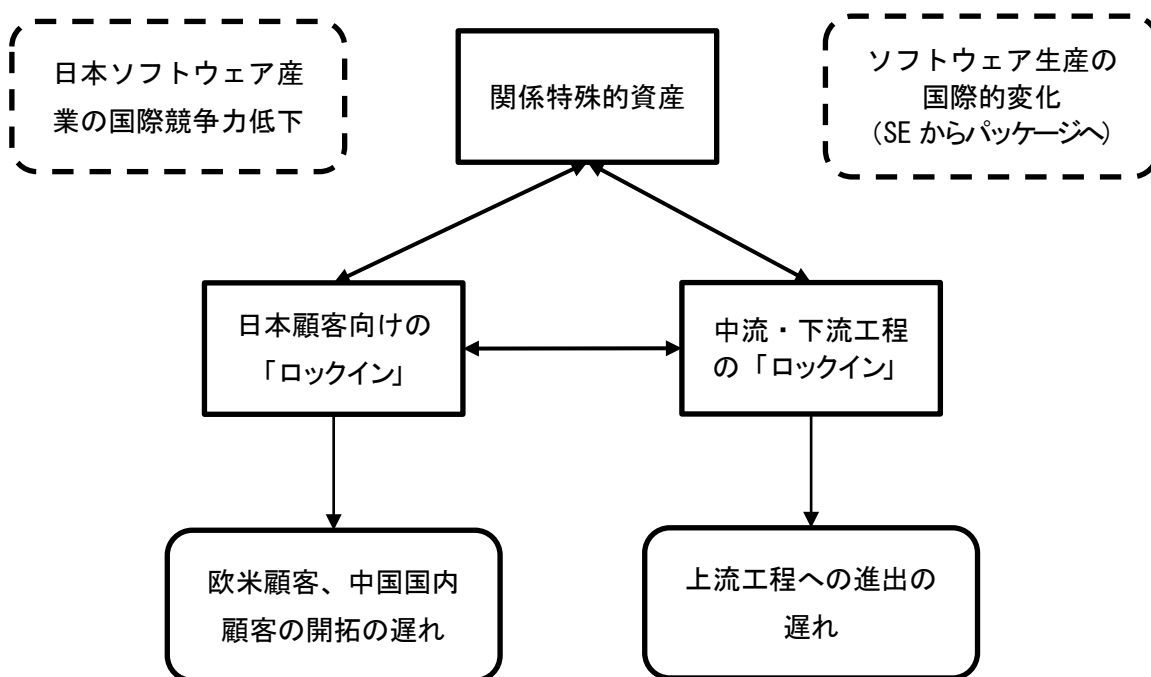 日本ソフトウェア産
業の国際競争力低下
関係特殊的資産
ソフトウェア生産の
国際的変化
(SE からパッケージへ)
日本顧客向けの
「ロックイン」
中流・下流工程
の「ロックイン」
欧米顧客、中国国内
顧客の開拓の遅れ
上流工程への進出の
遅れ